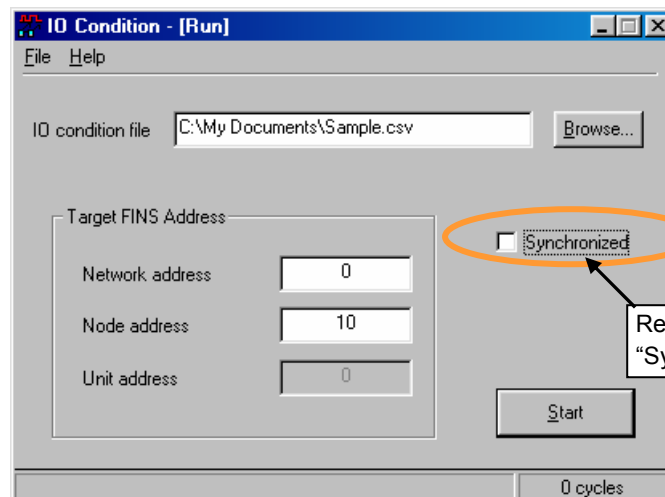 IO Condition - [Run]
File Help
IO condition file C:\My Documents\Sample.csv Browse...
Target FINS Address
Synchronized
Network address 0
Node address 10
Unit address 0
Start
0 cycles